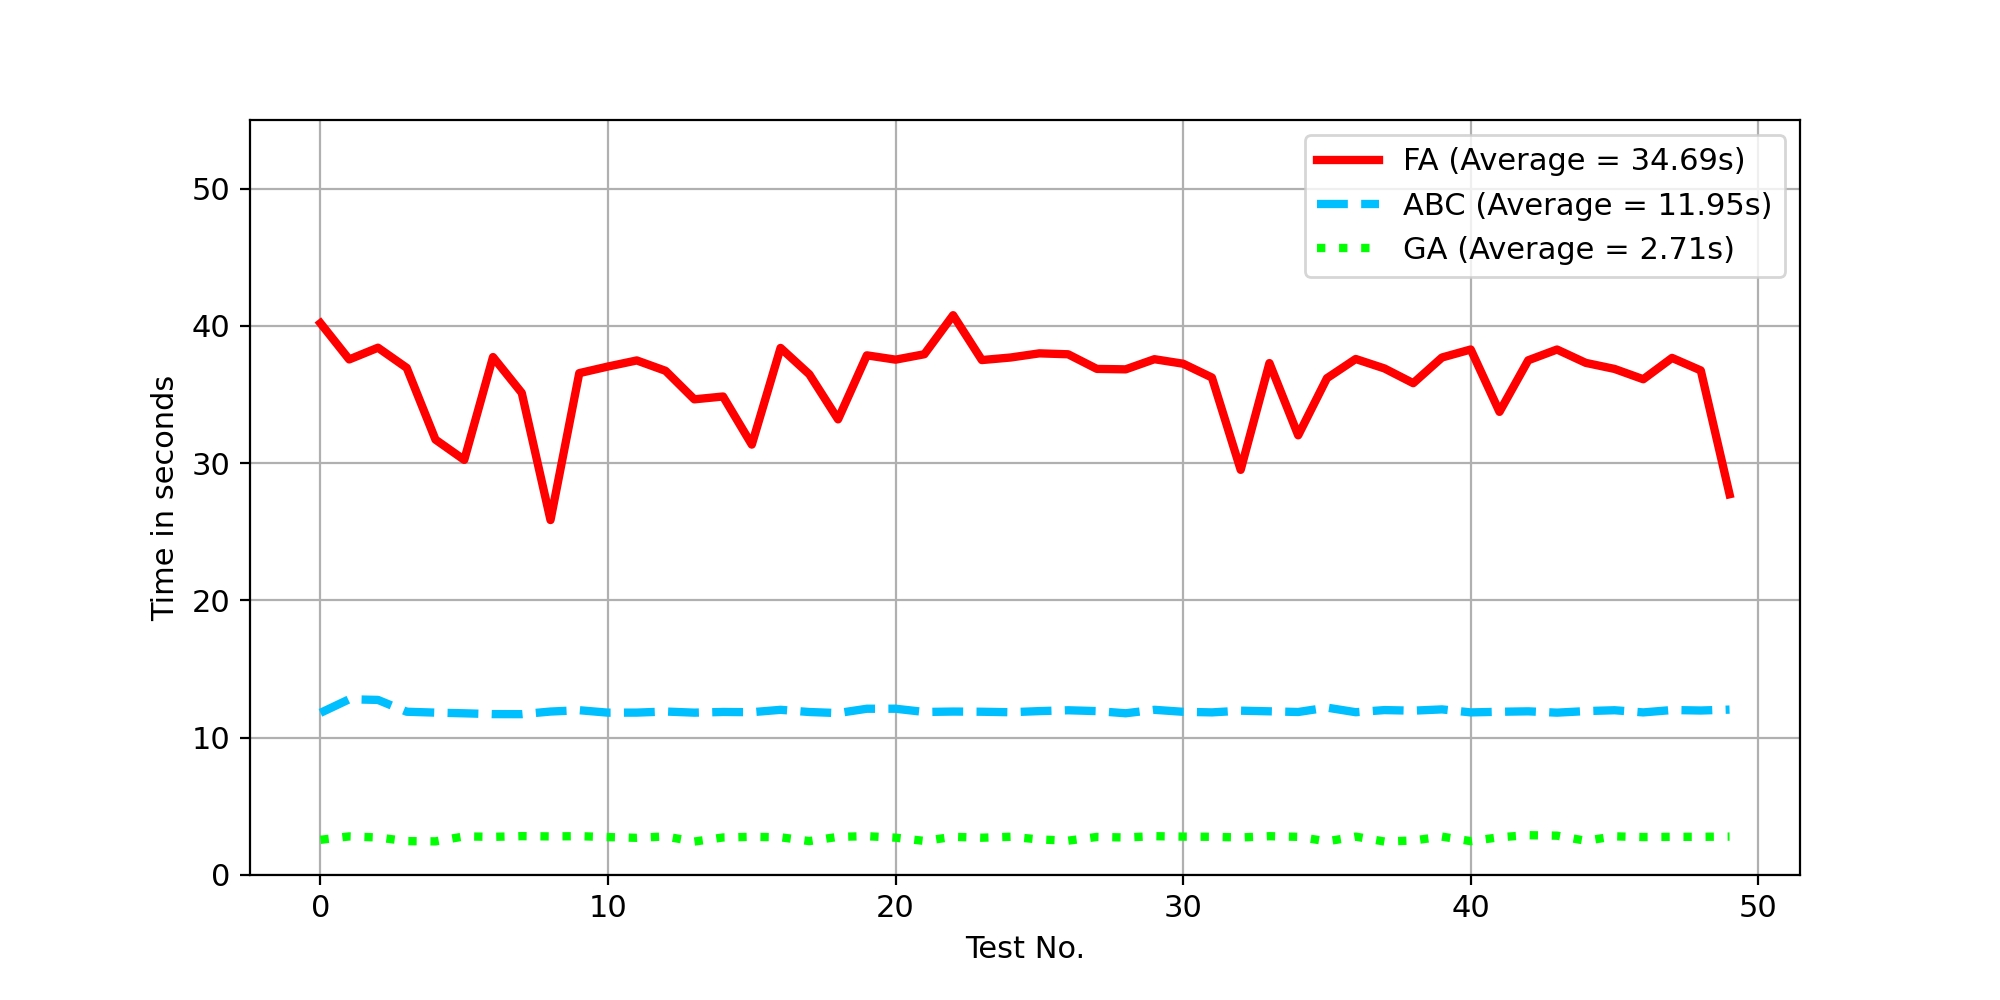 FA (Average = 34.69s)
ABC (Average = 11.95s)
GA (Average = 2.71s)
50
40
30
20
10
0
Time in seconds
0 10 20 30 40 50
Test No.